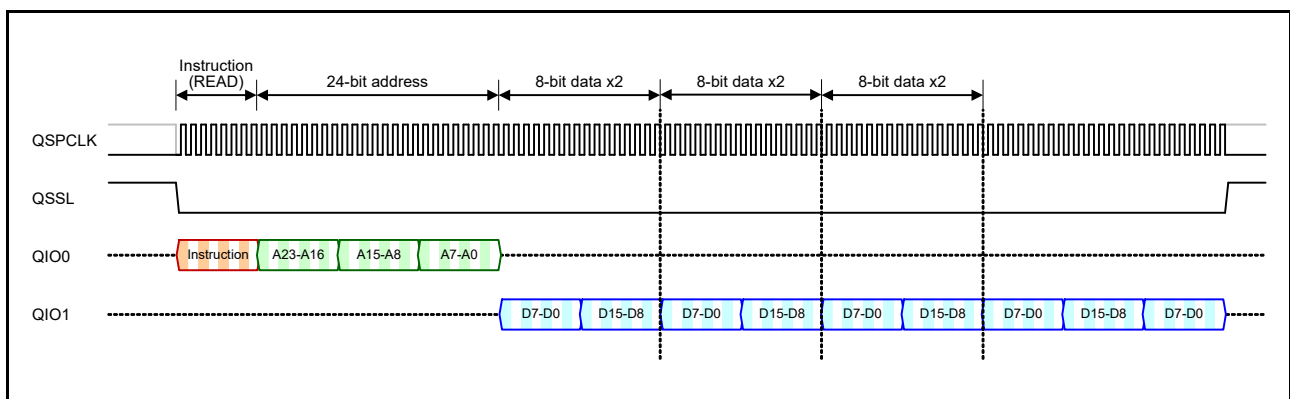 Instruction
(READ)
24-bit address
8-bit data x2
8-bit data x2
8-bit data x2
QSPCLK
QSSL
QIO0
Instruction
A23-A16
A15-A8
A7-A0
QIO1
D7-D0
D15-D8
D7-D0
D15-D8
D7-D0
D15-D8
D7-D0
D15-D8
D7-D0